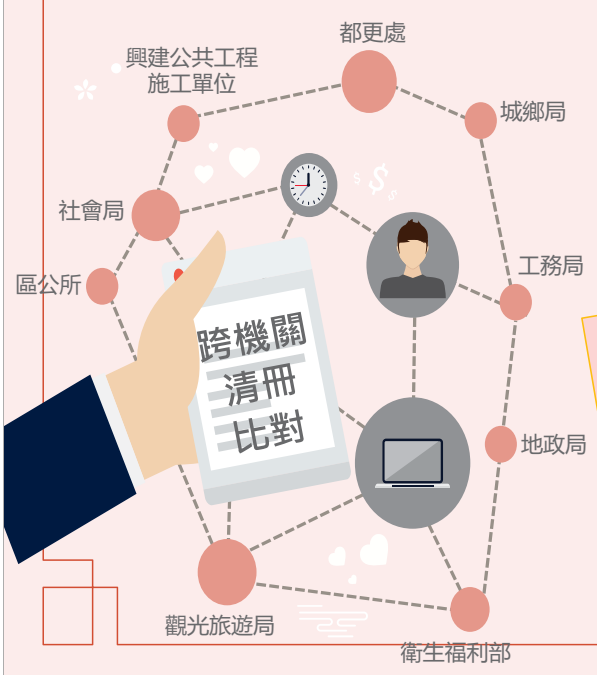 都更處
興建公共工程
施工單位
城鄉局
社會局
工務局
區公所
跨機關
清冊
比對
地政局
觀光旅遊局
衛生福利部